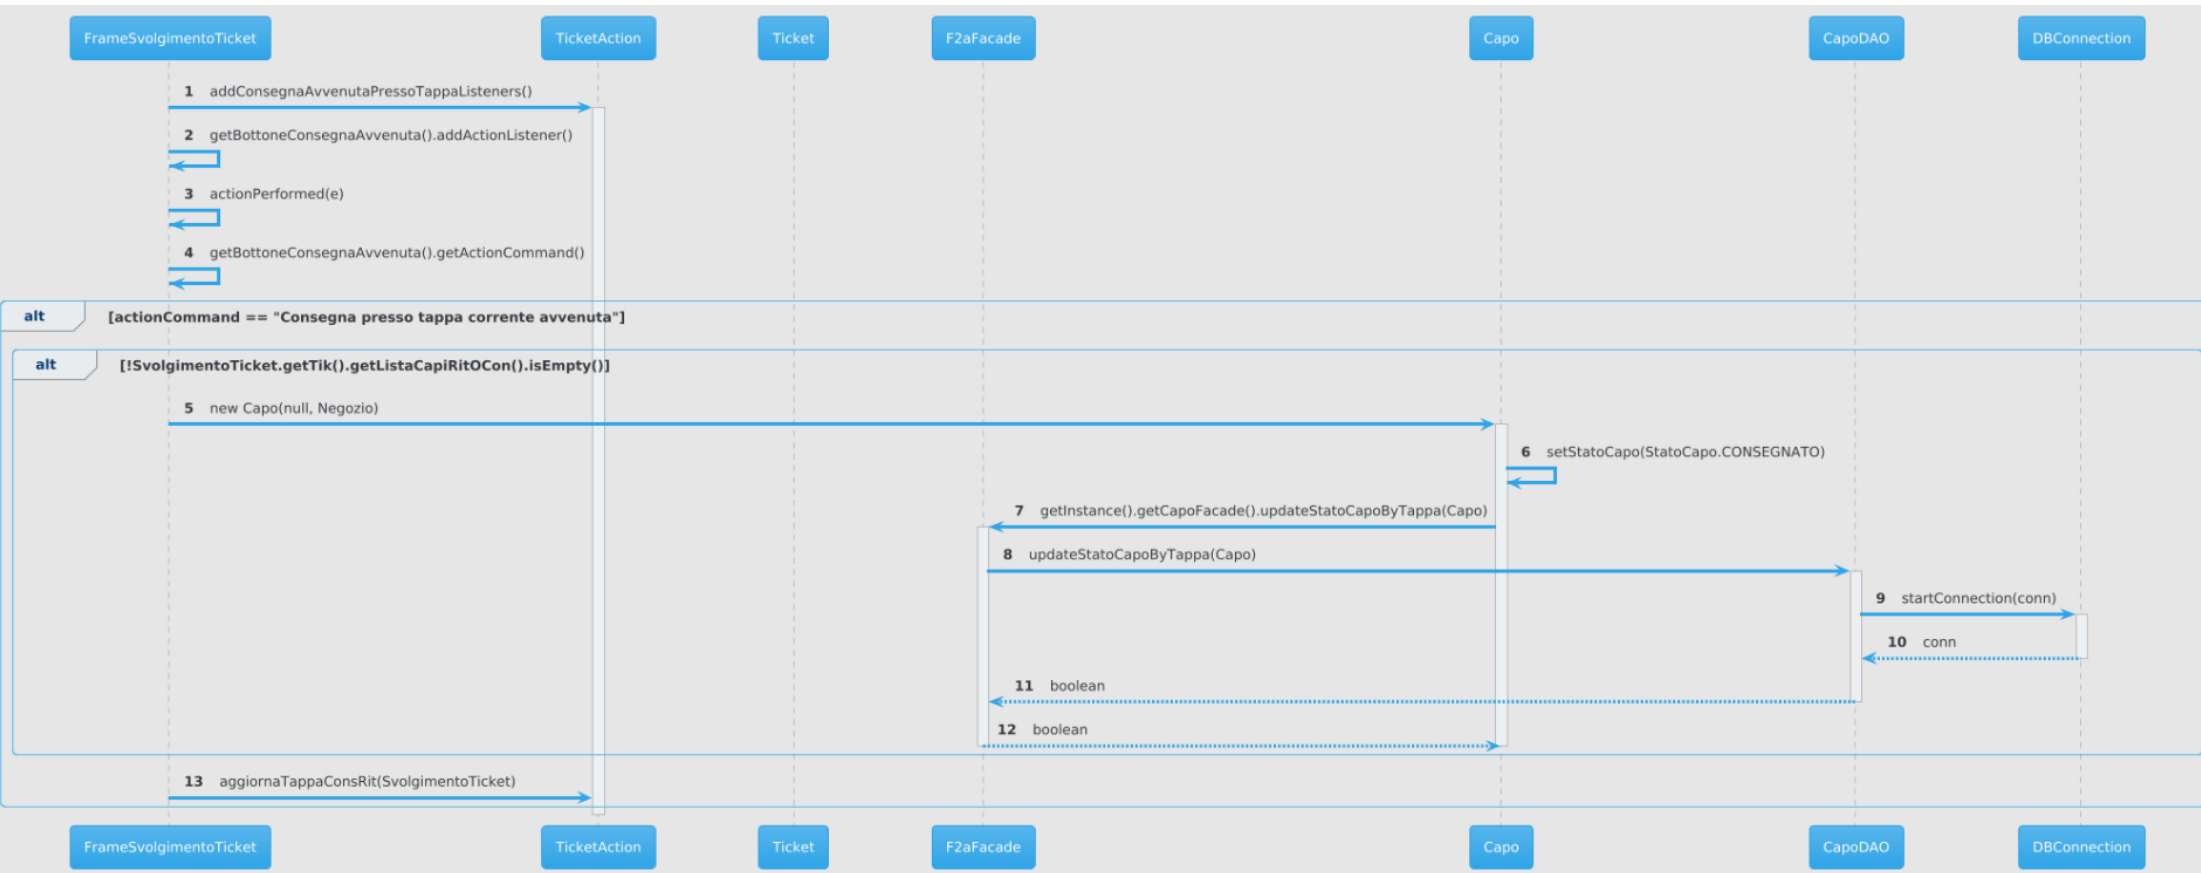 FrameSvolgimentoTicket TicketAction Ticket F2aFacade Capo CapoDAO DBConnection
1 addConsegnaAvvenutaPressoTappaListeners()
2 getBottoneConsegnaAvvenuta().addActionListener()
3 actionPerformed(e)
4 getBottoneConsegnaAvvenuta().getActionCommand()
alt [actionCommand == "Consegna presso tappa corrente avvenuta"]
alt [!SvolgimentoTicket.getTik().getListaCapiRitOCon().isEmpty()]
5 new Capo(null, Negozio)
6 setStatoCapo(StatoCapo.CONSEGNATO)
7 getInstance().getCapoFacade().updateStatoCapoByTappa(Capo)
8 updateStatoCapoByTappa(Capo)
9 startConnection(conn)
10 conn
11 boolean
12 boolean
13 aggiornaTappaConsRit(SvolgimentoTicket)
FrameSvolgimentoTicket TicketAction Ticket F2aFacade Capo CapoDAO DBConnection